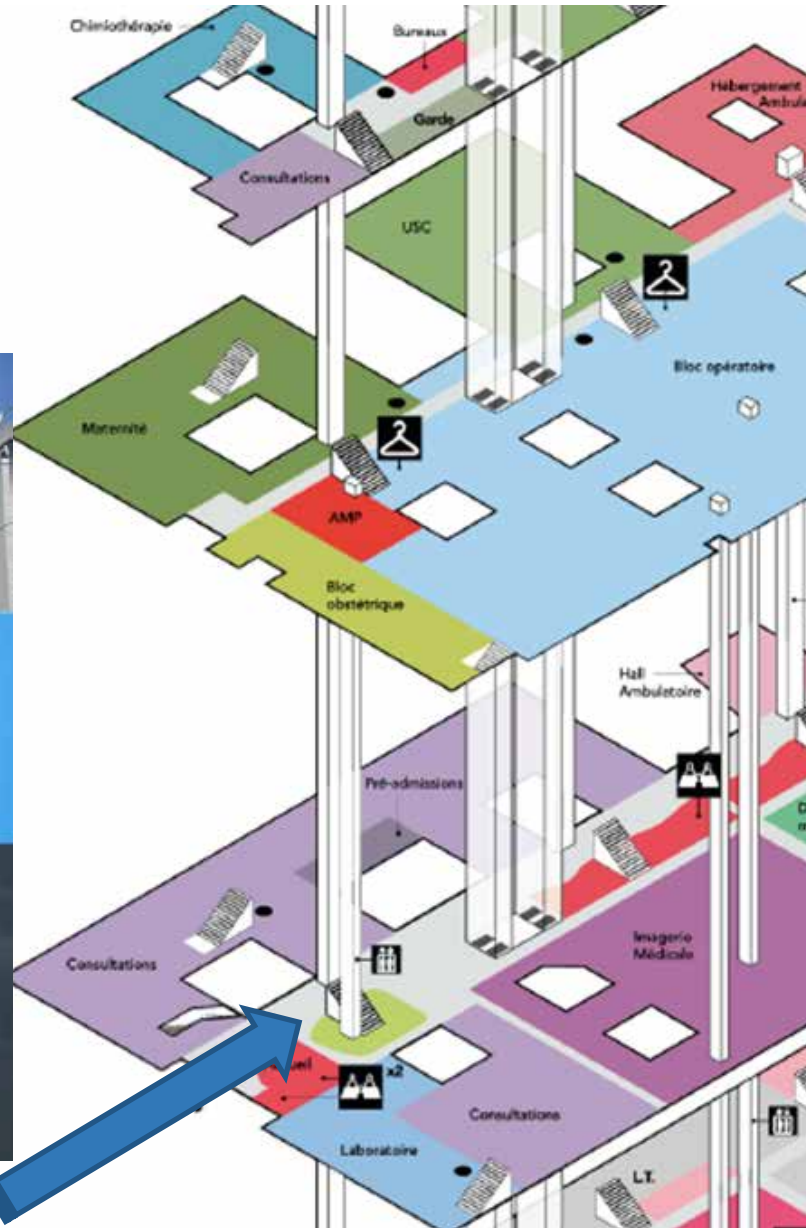 Chimiothérapie
Bureaux
Hébergement
Garde
Consultations
USC
Bloc opératoire
Maternité
AMP
Bloc
obstétrique
Hall
Ambulatoire
Pré-admissions
Imagerie
Médicale
Consultations
x2
Consultations
Laboratoire
L.T.